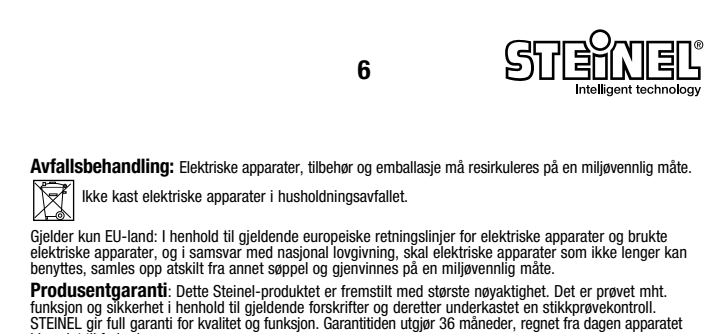 6
STEINEL®
Intelligent technology
Avfallsbehandling: Elektriske apparater, tilbehør og emballasje må resirkuleres på en miljøvennlig måte.
Ikke kast elektriske apparater i husholdningsavfallet.
Gjelder kun EU-land: I henhold til gjeldende europeiske retningslinjer for elektriske apparater og brukte
elektriske apparater, og i samsvar med nasjonal lovgivning, skal elektriske apparater som ikke lenger kan
benyttes, samles opp atskilt fra annet søppel og gjenvinnes på en miljøvennlig måte.
Produsentgaranti: Dette Steinel-produktet er fremstilt med største nøyaktighet. Det er prøvet mht.
funksjon og sikkerhet i henhold til gjeldende forskrifter og deretter underkastet en stikkprøvekontroll.
STEINEL gir full garanti for kvalitet og funksjon. Garantitiden utgjør 36 måneder, regnet fra dagen apparatet